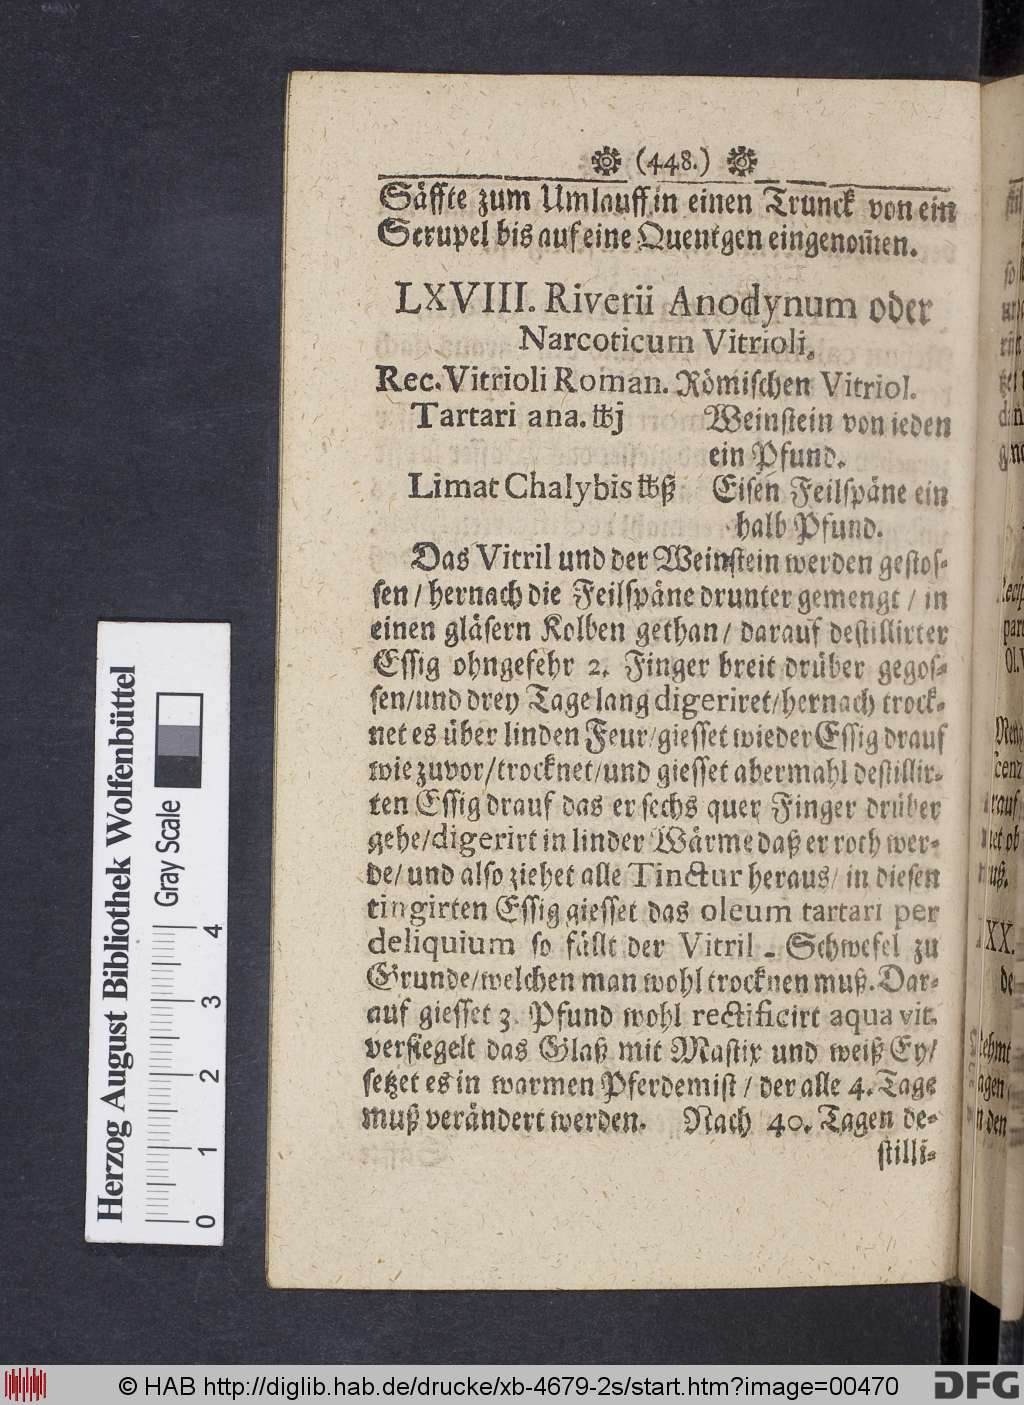 (448.)
Säffte zum Umlauff in einen Trunck von ein
Scrupel bis auf eine Quentgen eingenom̄en.
LXVIII. Riverii Anodynum oder
Narcoticum Vitrioli.
Rec. Vitrioli Roman. Römischen Vitriol.
Tartari ana. ℔j Weinstein von ieden
ein Pfund.
Limat Chalybis ℔ß Eisen Feilspäne ein
halb Pfund.
Das Vitril und der Weinstein werden gestos-
sen / hernach die Feilspäne drunter gemengt / in
einen gläsern Kolben gethan / darauf destillirter
Essig ohngefehr 2. Finger breit drüber gegos-
sen/und drey Tage lang digeriret/hernach trock-
net es über linden Feur/giesset wieder Essig drauf
wie zuvor/trocknet/und giesset abermahl destillir-
ten Essig drauf das er sechs quer Finger drüber
gehe/digerirt in linder Wärme daß er roth wer-
de/ und also ziehet alle Tinctur heraus/ in diesen
tingirten Essig giesset das oleum tartari per
deliquium so fällt der Vitril - Schwefel zu
Grunde/welchen man wohl trocknen muß. Dar-
auf giesset 3. Pfund wohl rectificirt aqua vit.
versiegelt das Glaß mit Mastix und weiß Ey/
setzet es in warmen Pferdemist / der alle 4. Tage
muß verändert werden. Nach 40. Tagen de-
stilli-
Herzog August Bibliothek Wolfenbüttel
Gray Scale
0 1 2 3 4
XX.
de
© HAB http://diglib.hab.de/drucke/xb-4679-2s/start.htm?image=00470
DFG